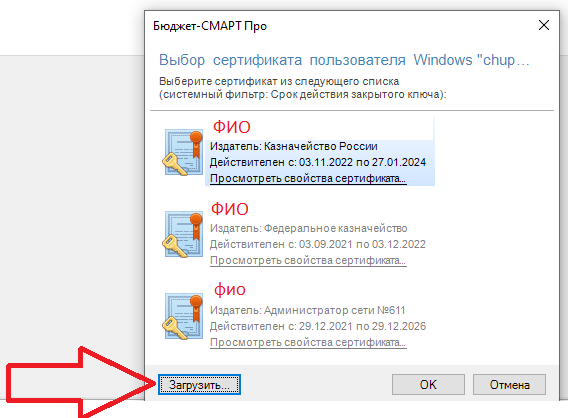 Бюджет-СМАРТ Про
Выбор сертификата пользователя Windows "chup...
Выберите сертификат из следующего списка
(системный фильтр: Срок действия закрытого ключа):
ФИО
Издатель: Казначейство России
Действителен с: 03.11.2022 по 27.01.2024
Просмотреть свойства сертификата...
ФИО
Издатель: Федеральное казначейство
Действителен с: 03.09.2021 по 03.12.2022
Просмотреть свойства сертификата...
фио
Издатель: Администратор сети №611
Действителен с: 29.12.2021 по 29.12.2026
Просмотреть свойства сертификата...
Загрузить... OK Отмена